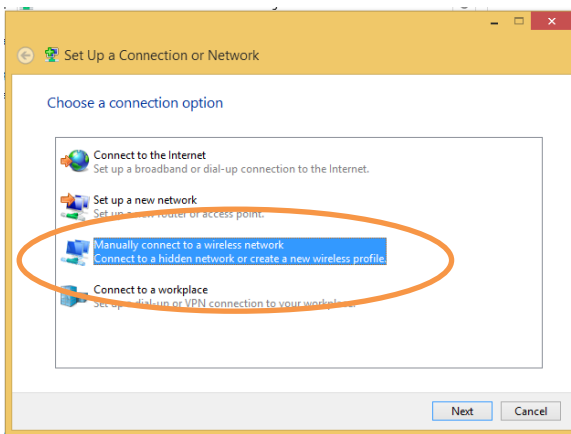 Set Up a Connection or Network
Choose a connection option
Connect to the Internet
Set up a broadband or dial-up connection to the Internet.
Set up a new network
Set up a new router or access point.
Manually connect to a wireless network
Connect to a hidden network or create a new wireless profile.
Connect to a workplace
Set up a dial-up or VPN connection to your workplace.
Next Cancel